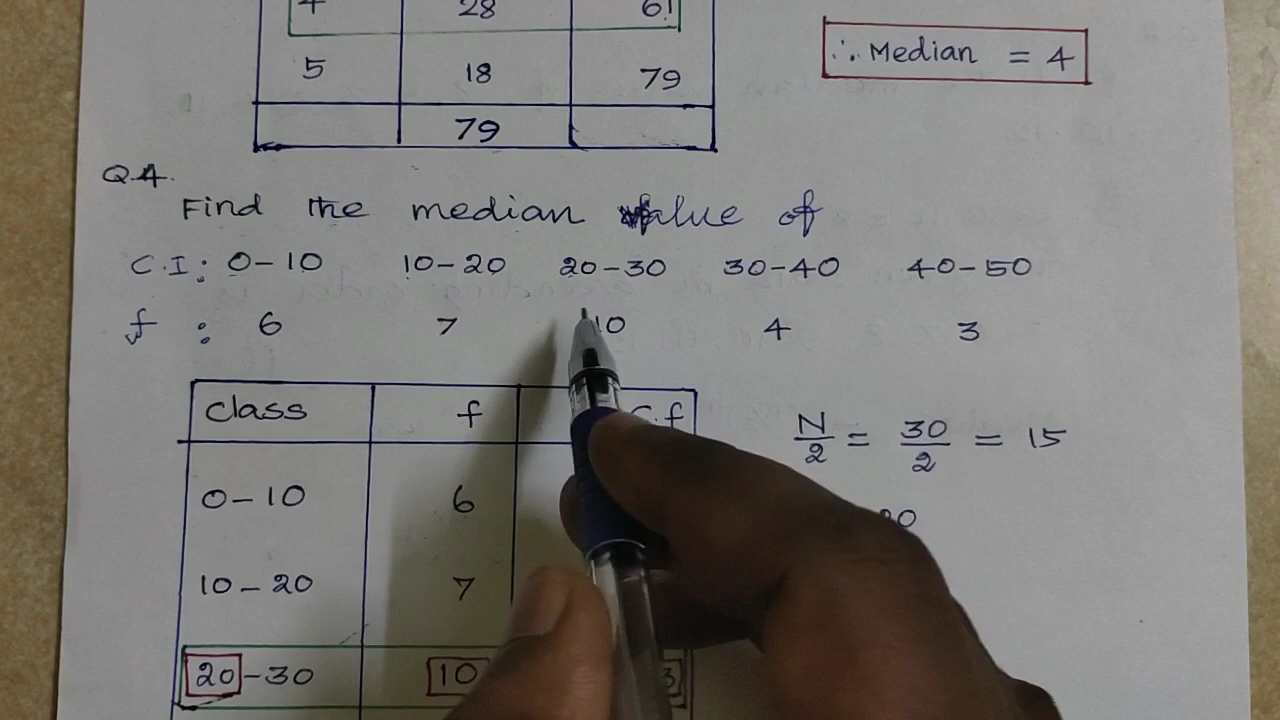 4 28 61
∴ Median = 4
5 18 79
79
Q.4.
Find the median value of
C.I: 0-10 10-20 20-30 30-40 40-50
f : 6 7 10 4 3
class f c.f
N/2 = 30/2 = 15
0-10 6
10-20 7
20-30 10 3